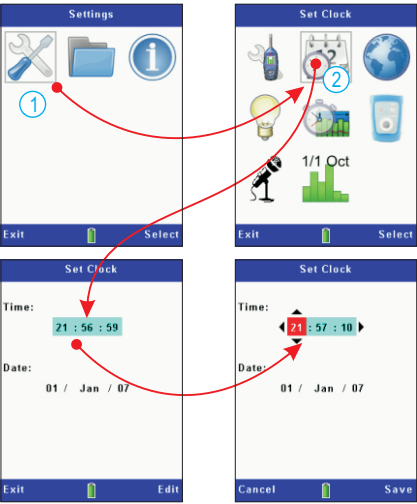 Settings
1
Exit
Select
Set Clock
2
1/1 Oct
Exit
Select
Set Clock
Time:
21 : 56 : 59
Date:
01 / Jan / 07
Exit
Edit
Set Clock
Time:
21 : 57 : 10
Date:
01 / Jan / 07
Cancel
Save